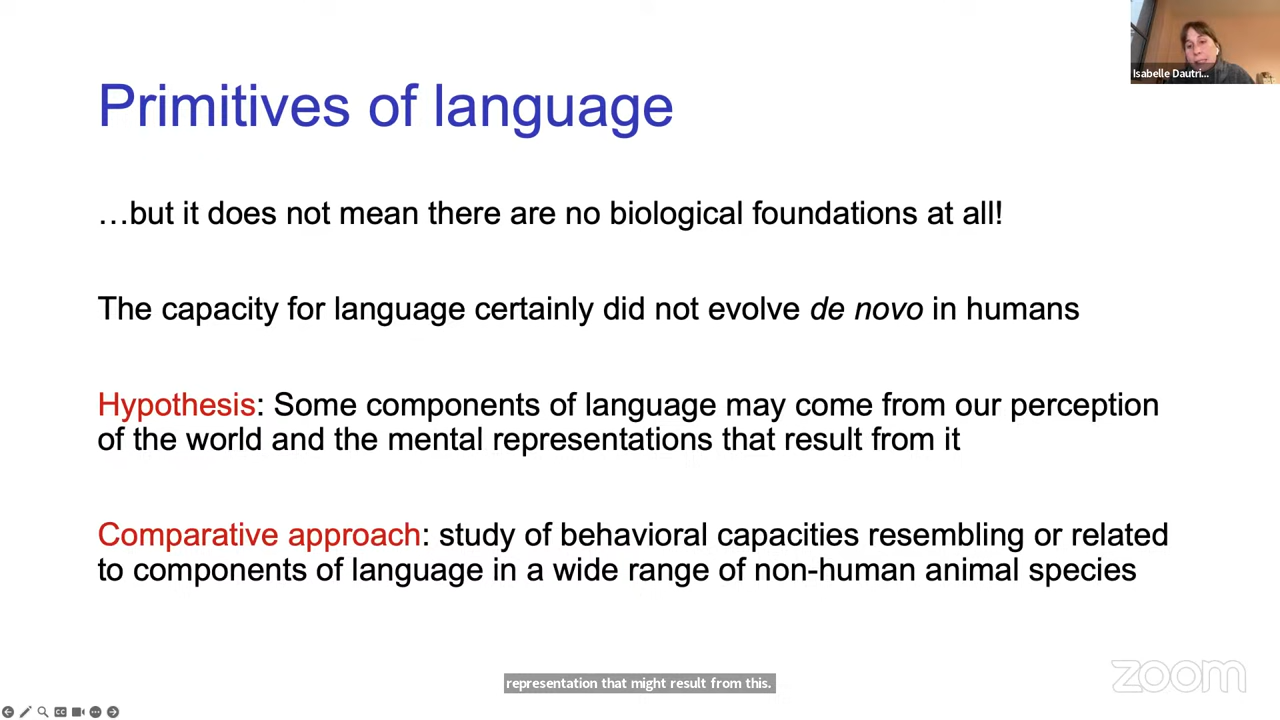 Isabelle Dautri...
Primitives of language
…but it does not mean there are no biological foundations at all!
The capacity for language certainly did not evolve de novo in humans
Hypothesis: Some components of language may come from our perception
of the world and the mental representations that result from it
Comparative approach: study of behavioral capacities resembling or related
to components of language in a wide range of non-human animal species
representation that might result from this.
zoom